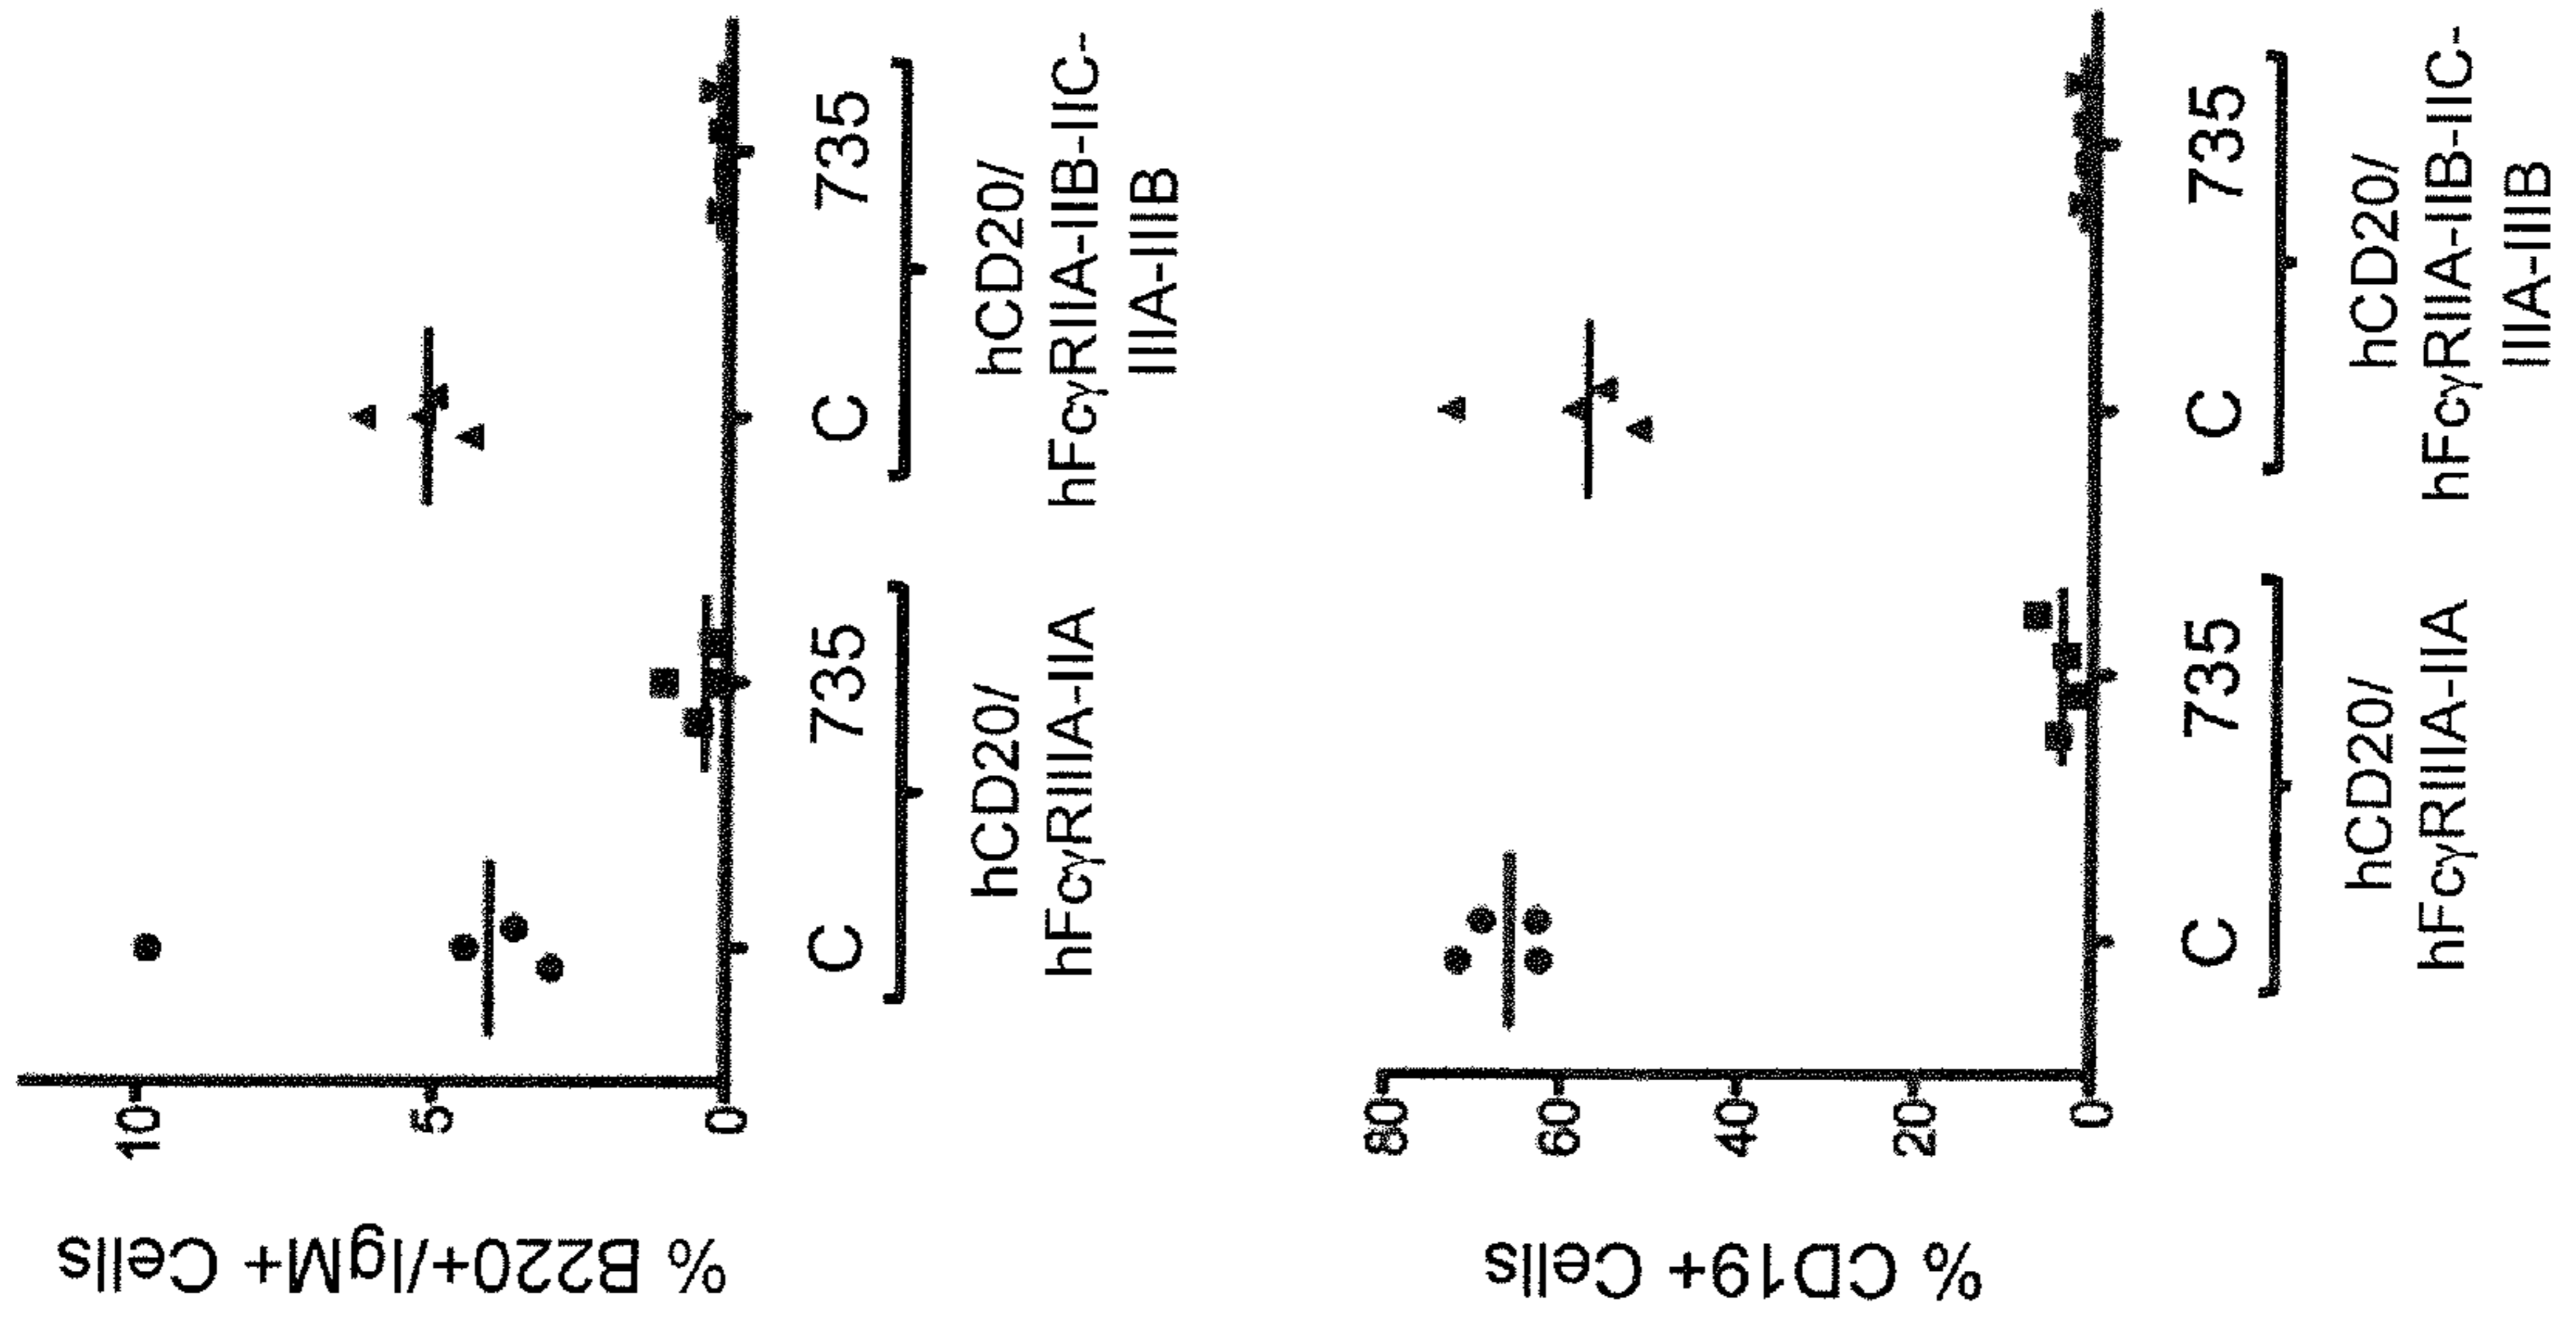 % B220+/IgM+ Cells
10
5
0
C
735
C
735
hCD20/
hFcγRIIIA-IIA
hCD20/
hFcγRIIA-IIB-IIC-
IIIA-IIIB
% CD19+ Cells
80
60
40
20
0
C
735
C
735
hCD20/
hFcγRIIIA-IIA
hCD20/
hFcγRIIA-IIB-IIC-
IIIA-IIIB